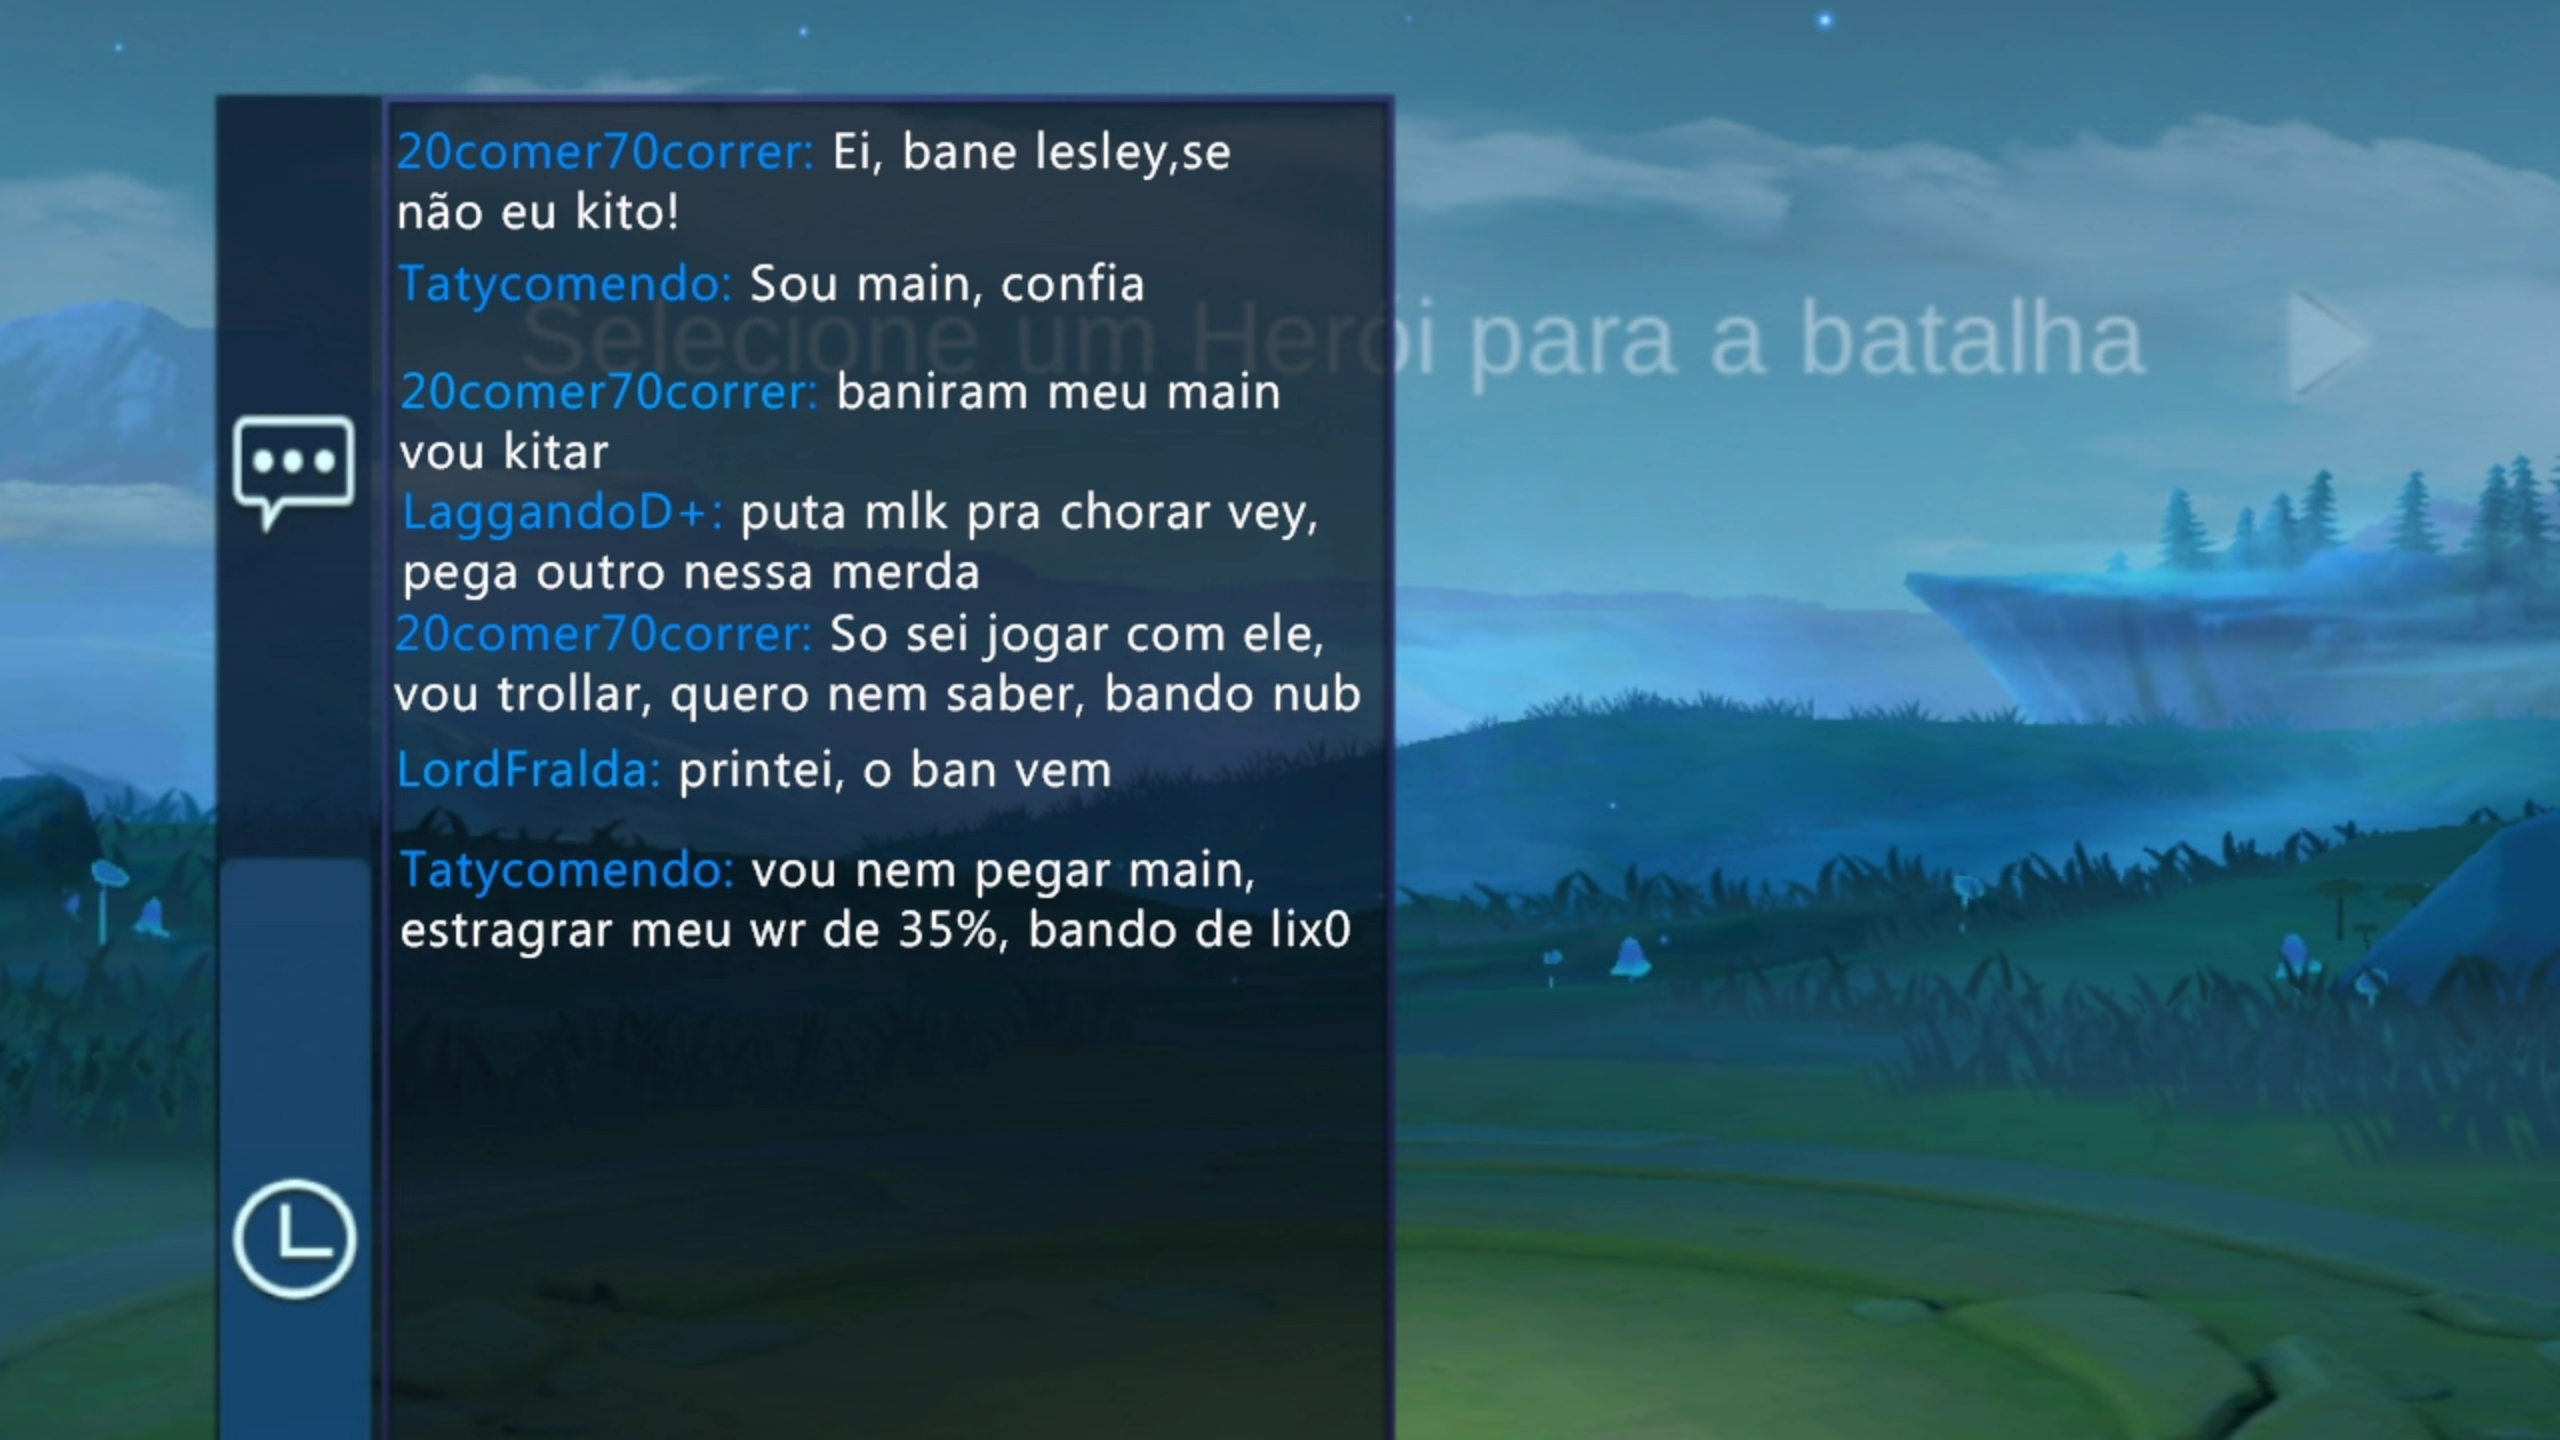 20comer70correr: Ei, bane lesley,se
não eu kito!
Tatycomendo: Sou main, confia
Selecione um Herói para a batalha
20comer70correr: baniram meu main
vou kitar
LaggandoD+: puta mlk pra chorar vey,
pega outro nessa merda
20comer70correr: So sei jogar com ele,
vou trollar, quero nem saber, bando nub
LordFralda: printei, o ban vem
Tatycomendo: vou nem pegar main,
estragrar meu wr de 35%, bando de lix0